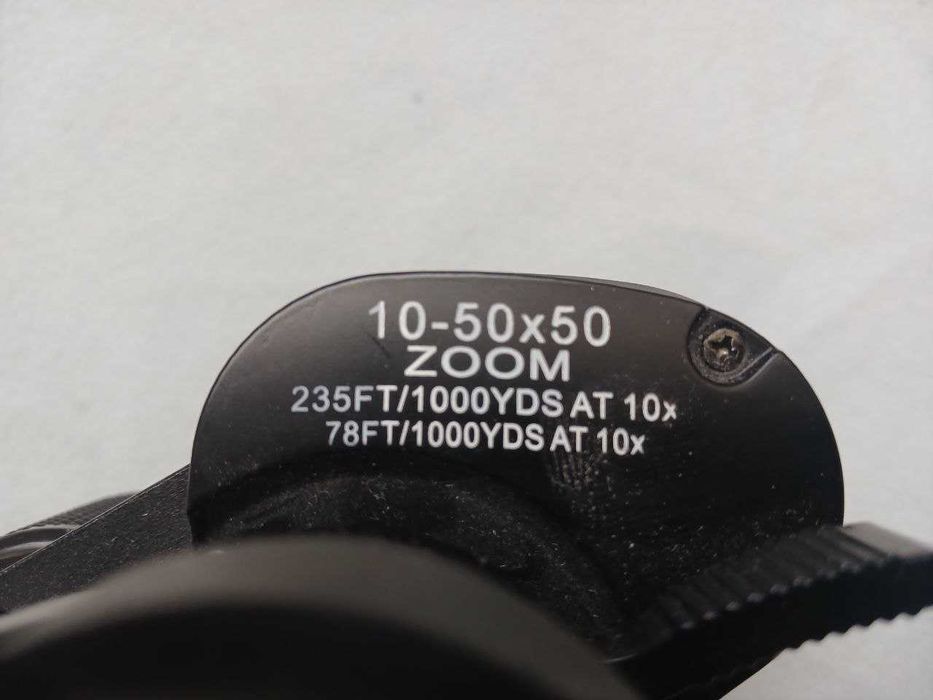 10-50x50
ZOOM
235FT/1000YDS AT 10x
78FT/1000YDS AT 10x